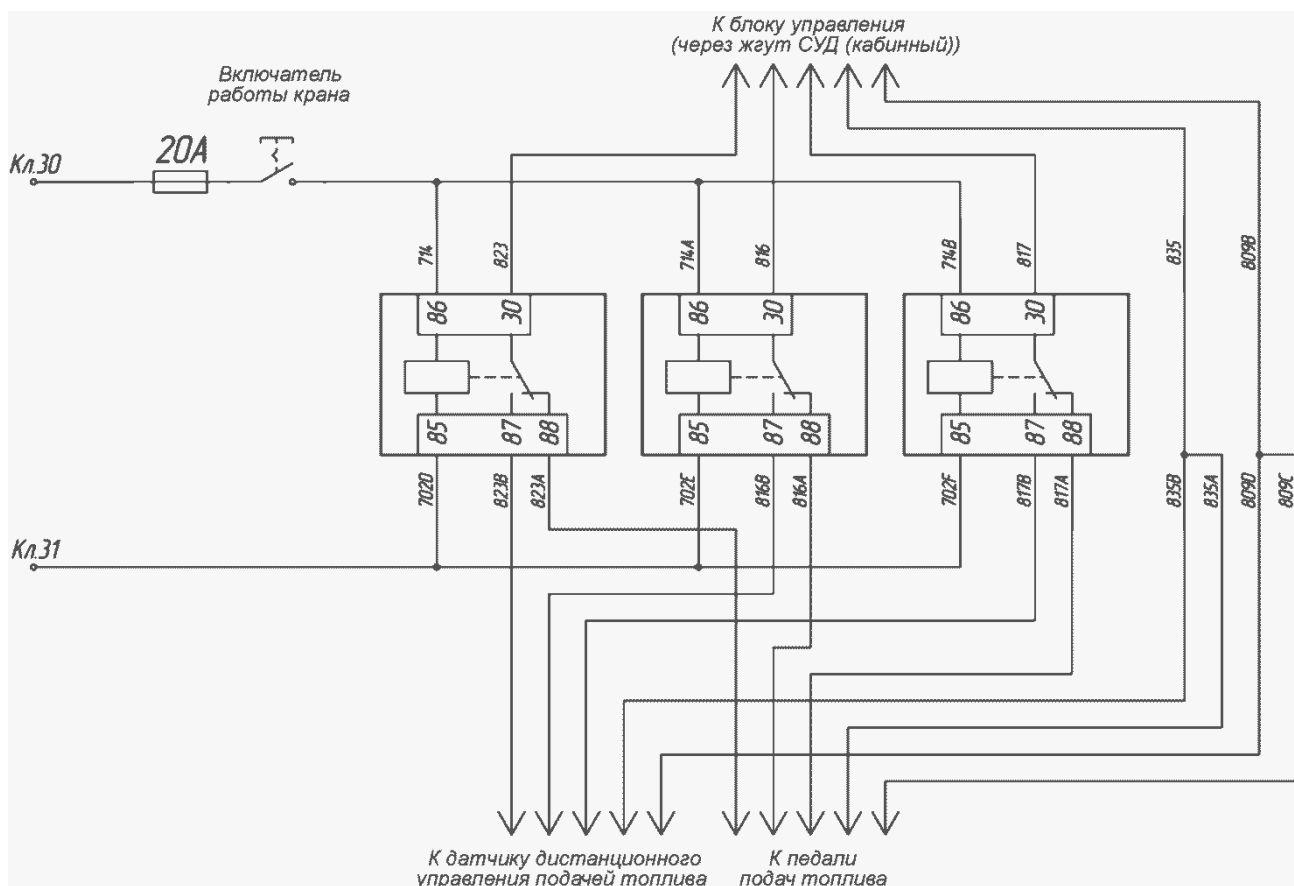 К блоку управления
(через жгут СУД (кабинный))
Включатель
работы крана
20А
Кл.30
714
823
714А
816
714В
817
835
809В
86
30
86
30
86
30
85
87
88
85
87
88
85
87
88
702D
823В
823А
702Е
816В
816А
702F
817В
817А
835В
835А
809D
809С
Кл.31
К датчику дистанционного
управления подачей топлива
К педали
подач топлива